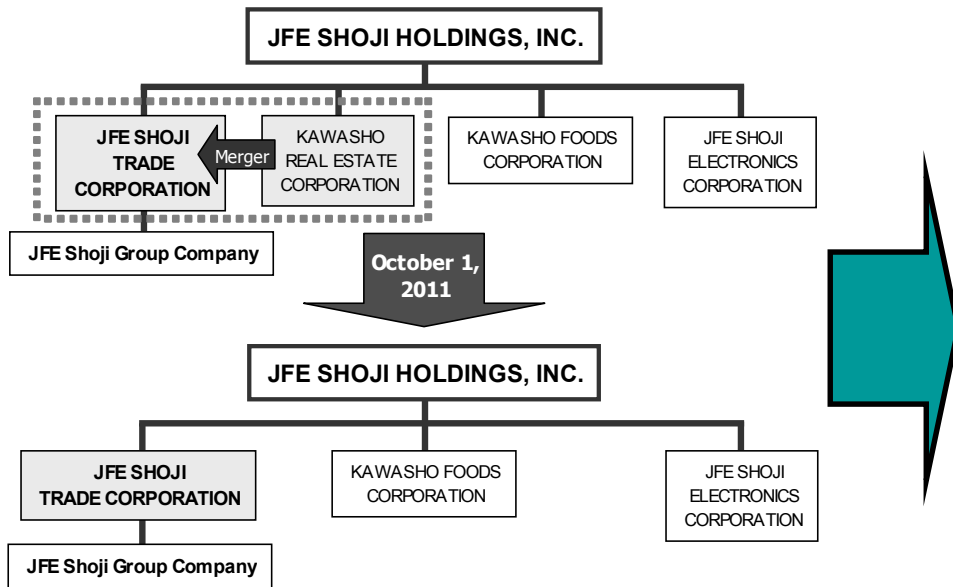 JFE SHOJI HOLDINGS, INC.
JFE SHOJI
TRADE
CORPORATION
Merger
KAWASHO
REAL ESTATE
CORPORATION
KAWASHO FOODS
CORPORATION
JFE SHOJI
ELECTRONICS
CORPORATION
JFE Shoji Group Company
October 1,
2011
JFE SHOJI HOLDINGS, INC.
JFE SHOJI
TRADE CORPORATION
KAWASHO FOODS
CORPORATION
JFE SHOJI
ELECTRONICS
CORPORATION
JFE Shoji Group Company